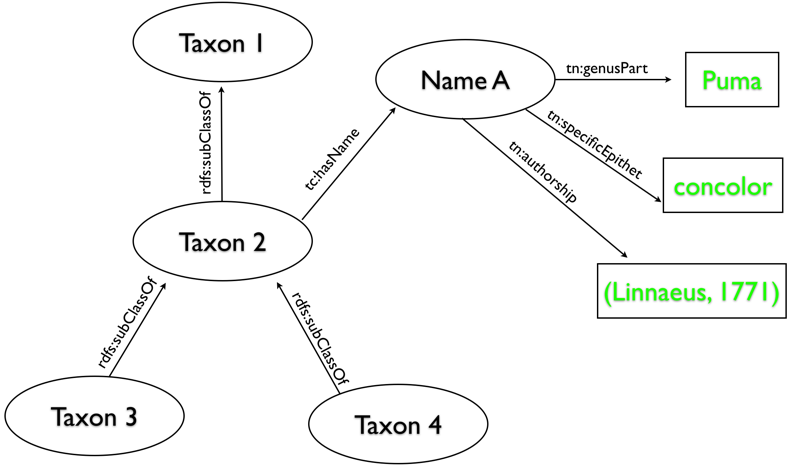 Taxon 1
Name A
tn:genusPart
Puma
rdfs:subClassOf
tc:hasName
tn:specificEpithet
tn:authorship
concolor
Taxon 2
(Linnaeus, 1771)
rdfs:subClassOf
rdfs:subClassOf
Taxon 3
Taxon 4